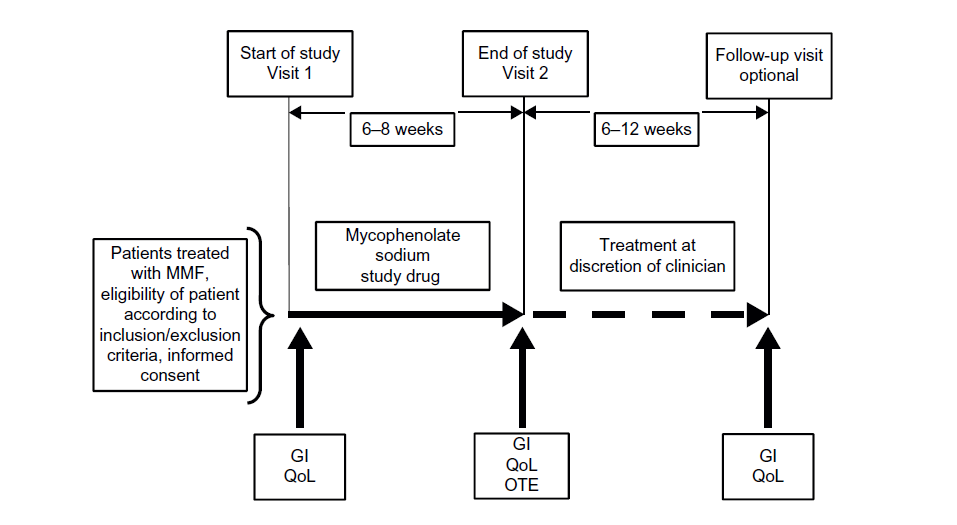 Start of study
Visit 1
End of study
Visit 2
Follow-up visit
optional
6–8 weeks
6–12 weeks
Patients treated
with MMF,
eligibility of patient
according to
inclusion/exclusion
criteria, informed
consent
Mycophenolate
sodium
study drug
Treatment at
discretion of clinician
GI
QoL
GI
QoL
OTE
GI
QoL